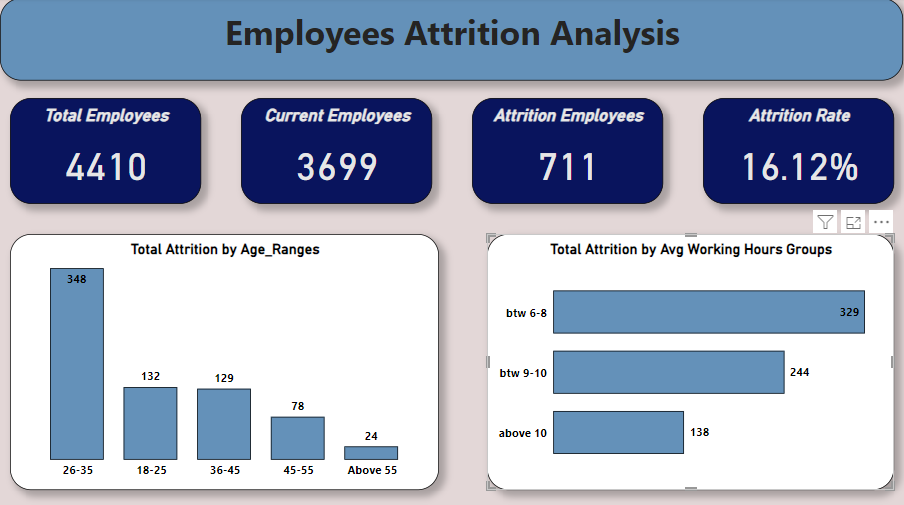 Employees Attrition Analysis
Total Employees
4410
Current Employees
3699
Attrition Employees
711
Attrition Rate
16.12%
Total Attrition by Age_Ranges
348
132
129
78
24
26-35
18-25
36-45
45-55
Above 55
Total Attrition by Avg Working Hours Groups
btw 6-8
329
btw 9-10
244
above 10
138